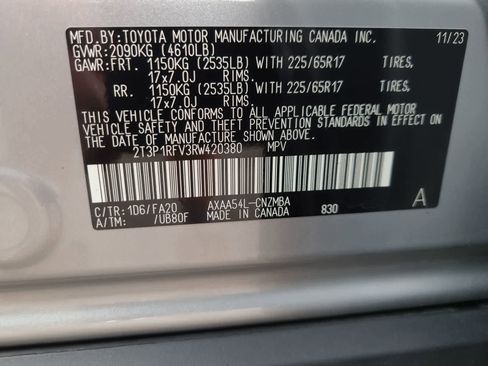 MFD.BY: TOYOTA MOTOR MANUFACTURING CANADA INC. 11/23
GVWR: 2090KG (4610LB)
GAWR: FRT. 1150KG (2535LB) WITH 225/65R17 TIRES.
17x7.0J RIMS.
RR. 1150KG (2535LB) WITH 225/65R17 TIRES.
17x7.0J RIMS.
THIS VEHICLE CONFORMS TO ALL APPLICABLE FEDERAL MOTOR
VEHICLE SAFETY AND THEFT PREVENTION STANDARDS IN EFFECT ON
THE DATE OF MANUFACTURE SHOWN ABOVE.
2T3P1RFV3RW420380 MPV
C/TR: 1D6/FA20 AXAA54L-CNZMBA 830 A
A/TM: /UB80F MADE IN CANADA